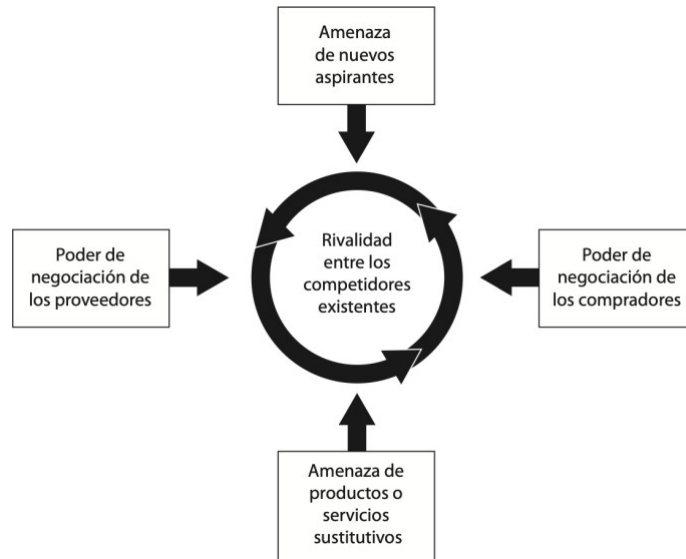 Amenaza
de nuevos
aspirantes
Poder de
negociación de
los proveedores
Rivalidad
entre los
competidores
existentes
Poder de
negociación de
los compradores
Amenaza de
productos o
servicios
sustitutivos